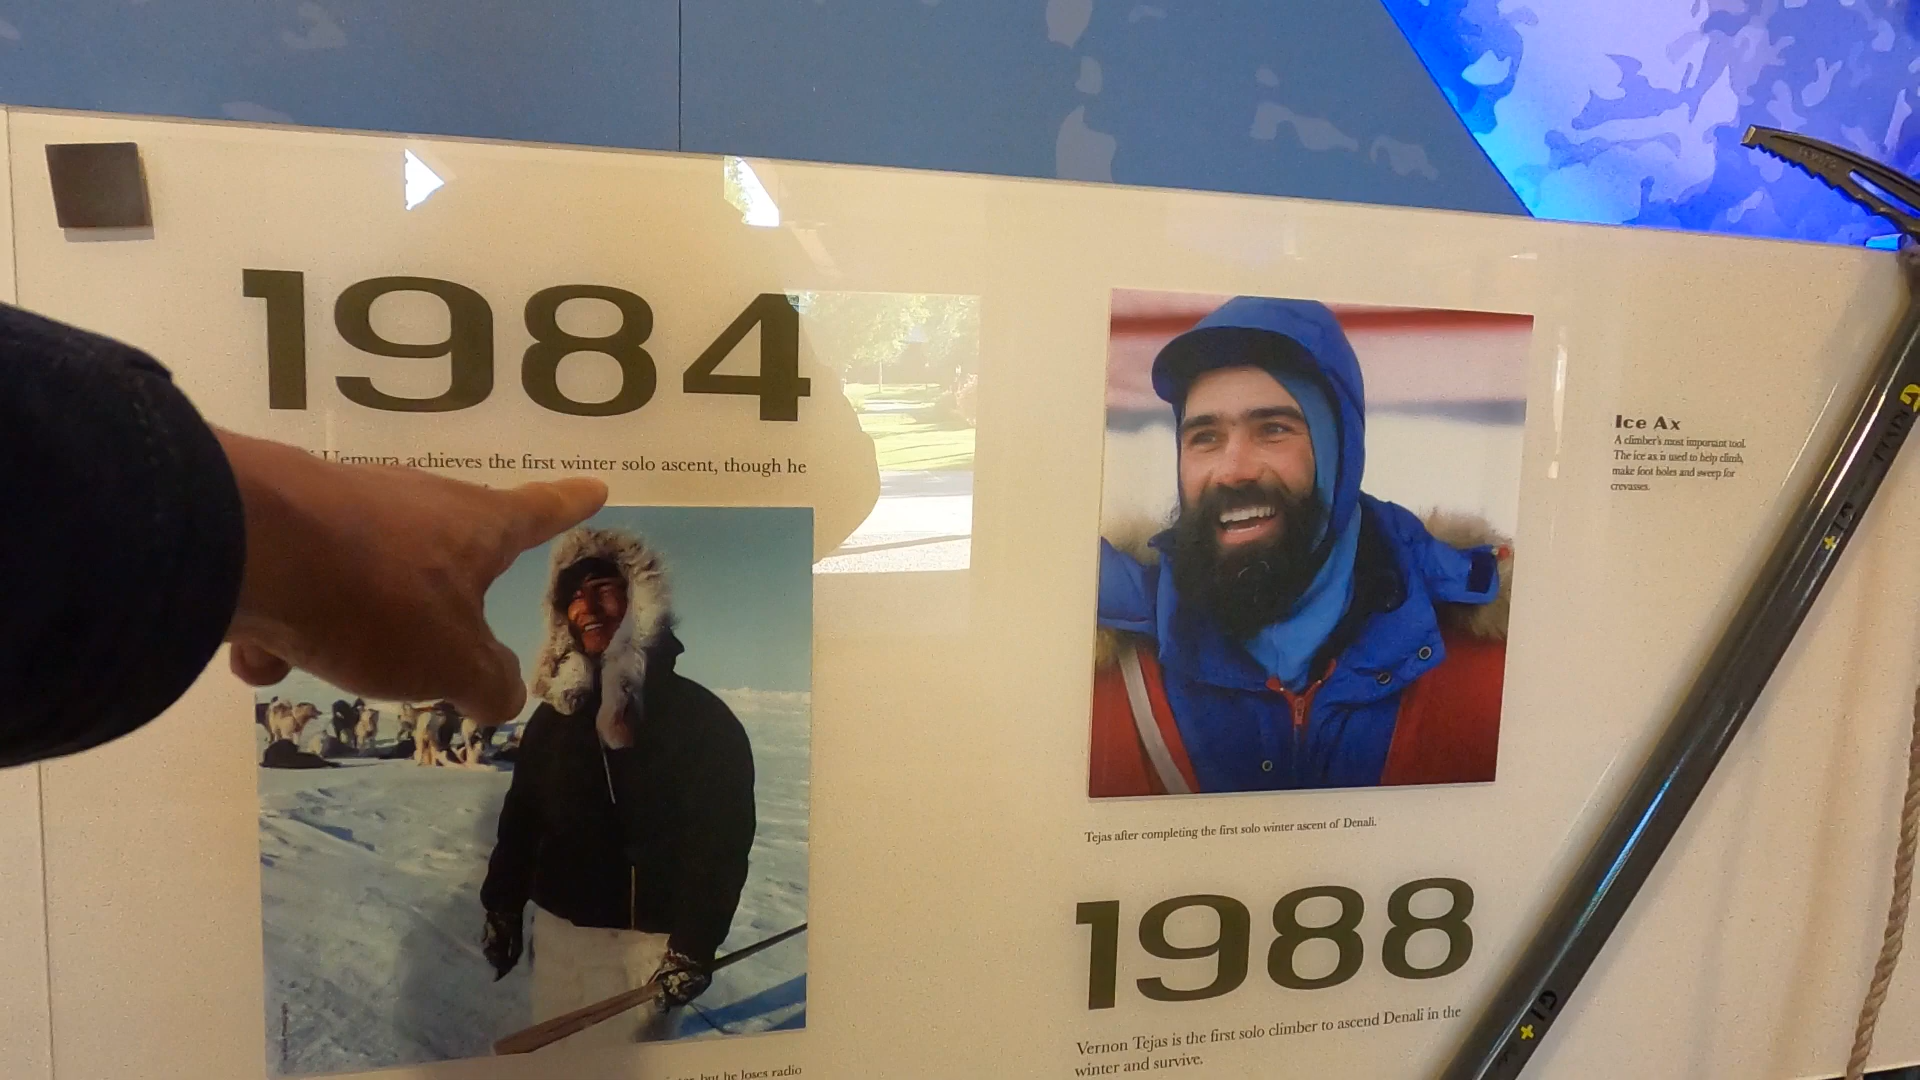 1984
Uemura achieves the first winter solo ascent, though he
but he loses radio
Tejas after completing the first solo winter ascent of Denali.
1988
Vernon Tejas is the first solo climber to ascend Denali in the
winter and survive.
Ice Ax
A climber's most important tool.
The ice ax is used to help climb,
make foot holes and sweep for
crevasses.